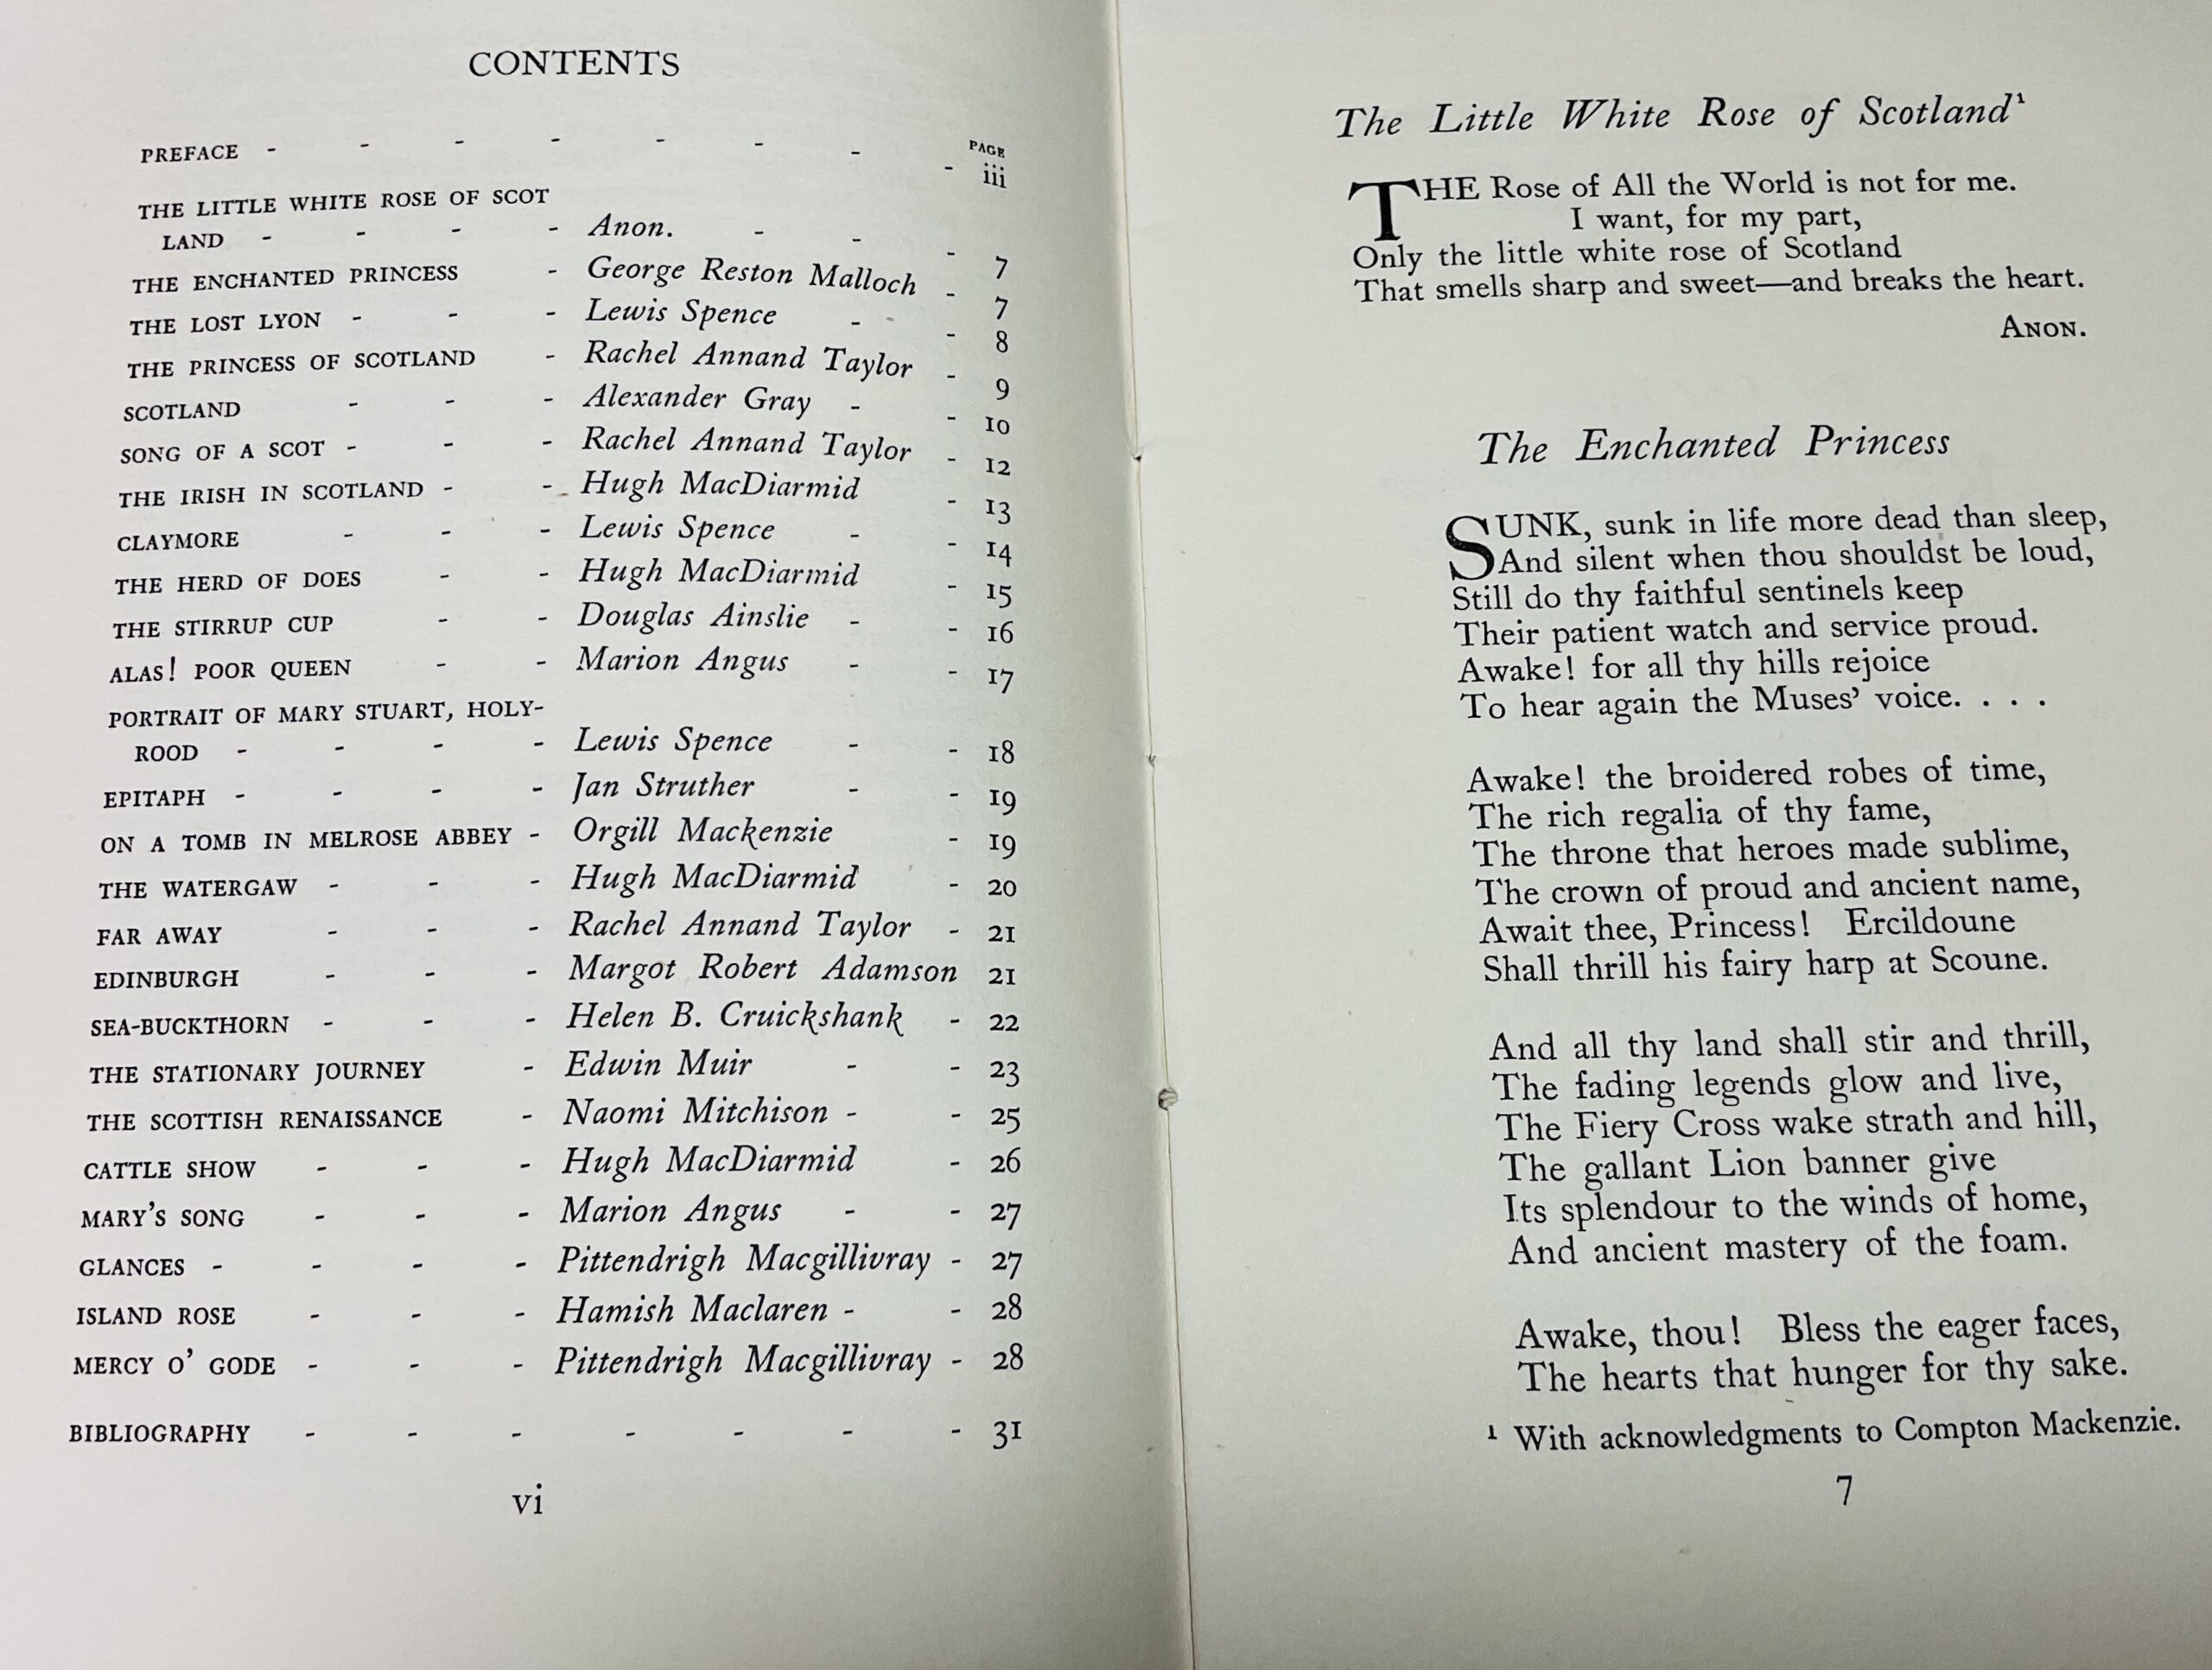 CONTENTS
PAGE
PREFACE - - - - - - - - iii
THE LITTLE WHITE ROSE OF SCOT
LAND - - - - Anon. - - - 7
THE ENCHANTED PRINCESS - George Reston Malloch - 7
THE LOST LYON - - - Lewis Spence - - - 8
THE PRINCESS OF SCOTLAND - Rachel Annand Taylor - 9
SCOTLAND - - - Alexander Gray - - 10
SONG OF A SCOT - - - Rachel Annand Taylor - 12
THE IRISH IN SCOTLAND - - Hugh MacDiarmid - 13
CLAYMORE - - - Lewis Spence - - 14
THE HERD OF DOES - - Hugh MacDiarmid - 15
THE STIRRUP CUP - - Douglas Ainslie - - 16
ALAS! POOR QUEEN - - Marion Angus - - 17
PORTRAIT OF MARY STUART, HOLY-
ROOD - - - - Lewis Spence - - 18
EPITAPH - - - - Jan Struther - - 19
ON A TOMB IN MELROSE ABBEY - Orgill Mackenzie - 19
THE WATERGAW - - - Hugh MacDiarmid - 20
FAR AWAY - - - Rachel Annand Taylor - 21
EDINBURGH - - - Margot Robert Adamson 21
SEA-BUCKTHORN - - - Helen B. Cruickshank - 22
THE STATIONARY JOURNEY - Edwin Muir - - 23
THE SCOTTISH RENAISSANCE - Naomi Mitchison - - 25
CATTLE SHOW - - - Hugh MacDiarmid - 26
MARY'S SONG - - - Marion Angus - - 27
GLANCES - - - - Pittendrigh Macgillivray - 27
ISLAND ROSE - - - Hamish Maclaren - - 28
MERCY O' GODE - - - Pittendrigh Macgillivray - 28
BIBLIOGRAPHY - - - - - - - 31
vi
The Little White Rose of Scotland¹
THE Rose of All the World is not for me.
I want, for my part,
Only the little white rose of Scotland
That smells sharp and sweet—and breaks the heart.
ANON.
The Enchanted Princess
SUNK, sunk in life more dead than sleep,
And silent when thou shouldst be loud,
Still do thy faithful sentinels keep
Their patient watch and service proud.
Awake! for all thy hills rejoice
To hear again the Muses' voice. . . .
Awake! the broidered robes of time,
The rich regalia of thy fame,
The throne that heroes made sublime,
The crown of proud and ancient name,
Await thee, Princess! Ercildoune
Shall thrill his fairy harp at Scoune.
And all thy land shall stir and thrill,
The fading legends glow and live,
The Fiery Cross wake strath and hill,
The gallant Lion banner give
Its splendour to the winds of home,
And ancient mastery of the foam.
Awake, thou! Bless the eager faces,
The hearts that hunger for thy sake.
¹ With acknowledgments to Compton Mackenzie.
7